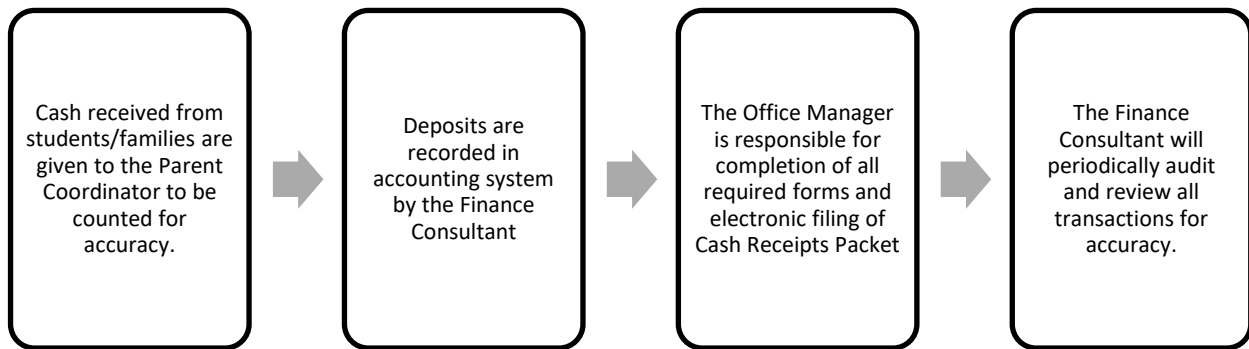 Cash received from
students/families are
given to the Parent
Coordinator to be
counted for
accuracy.
Deposits are
recorded in
accounting system
by the Finance
Consultant
The Office Manager
is responsible for
completion of all
required forms and
electronic filing of
Cash Receipts Packet
The Finance
Consultant will
periodically audit
and review all
transactions for
accuracy.